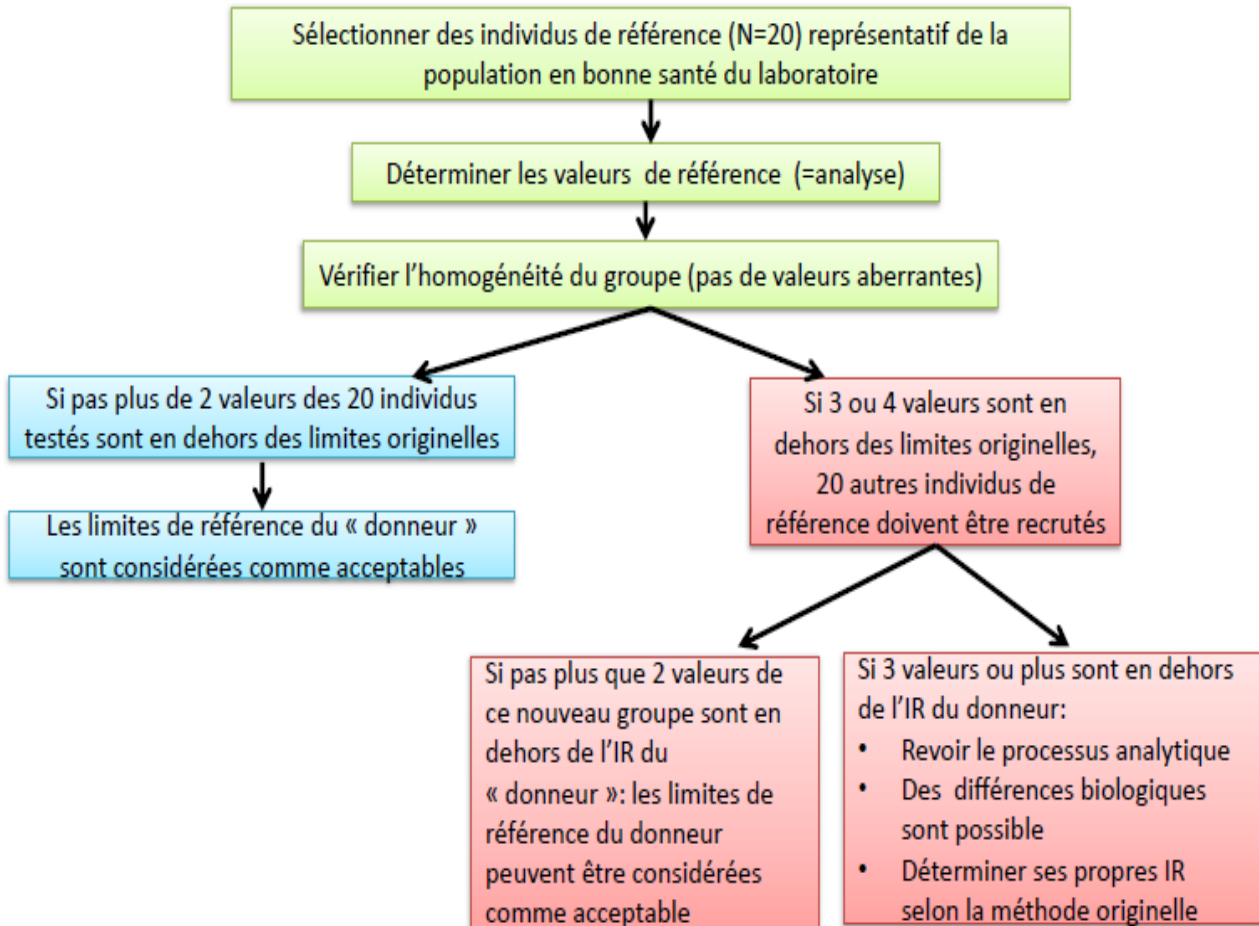 Sélectionner des individus de référence (N=20) représentatif de la
population en bonne santé du laboratoire
Déterminer les valeurs de référence (=analyse)
Vérifier l'homogénéité du groupe (pas de valeurs aberrantes)
Si pas plus de 2 valeurs des 20 individus
testés sont en dehors des limites originelles
Les limites de référence du « donneur »
sont considérées comme acceptables
Si 3 ou 4 valeurs sont en
dehors des limites originelles,
20 autres individus de
référence doivent être recrutés
Si pas plus que 2 valeurs de
ce nouveau groupe sont en
dehors de l'IR du
« donneur »: les limites de
référence du donneur
peuvent être considérées
comme acceptable
Si 3 valeurs ou plus sont en dehors
de l'IR du donneur:
• Revoir le processus analytique
• Des différences biologiques
sont possible
• Déterminer ses propres IR
selon la méthode originelle